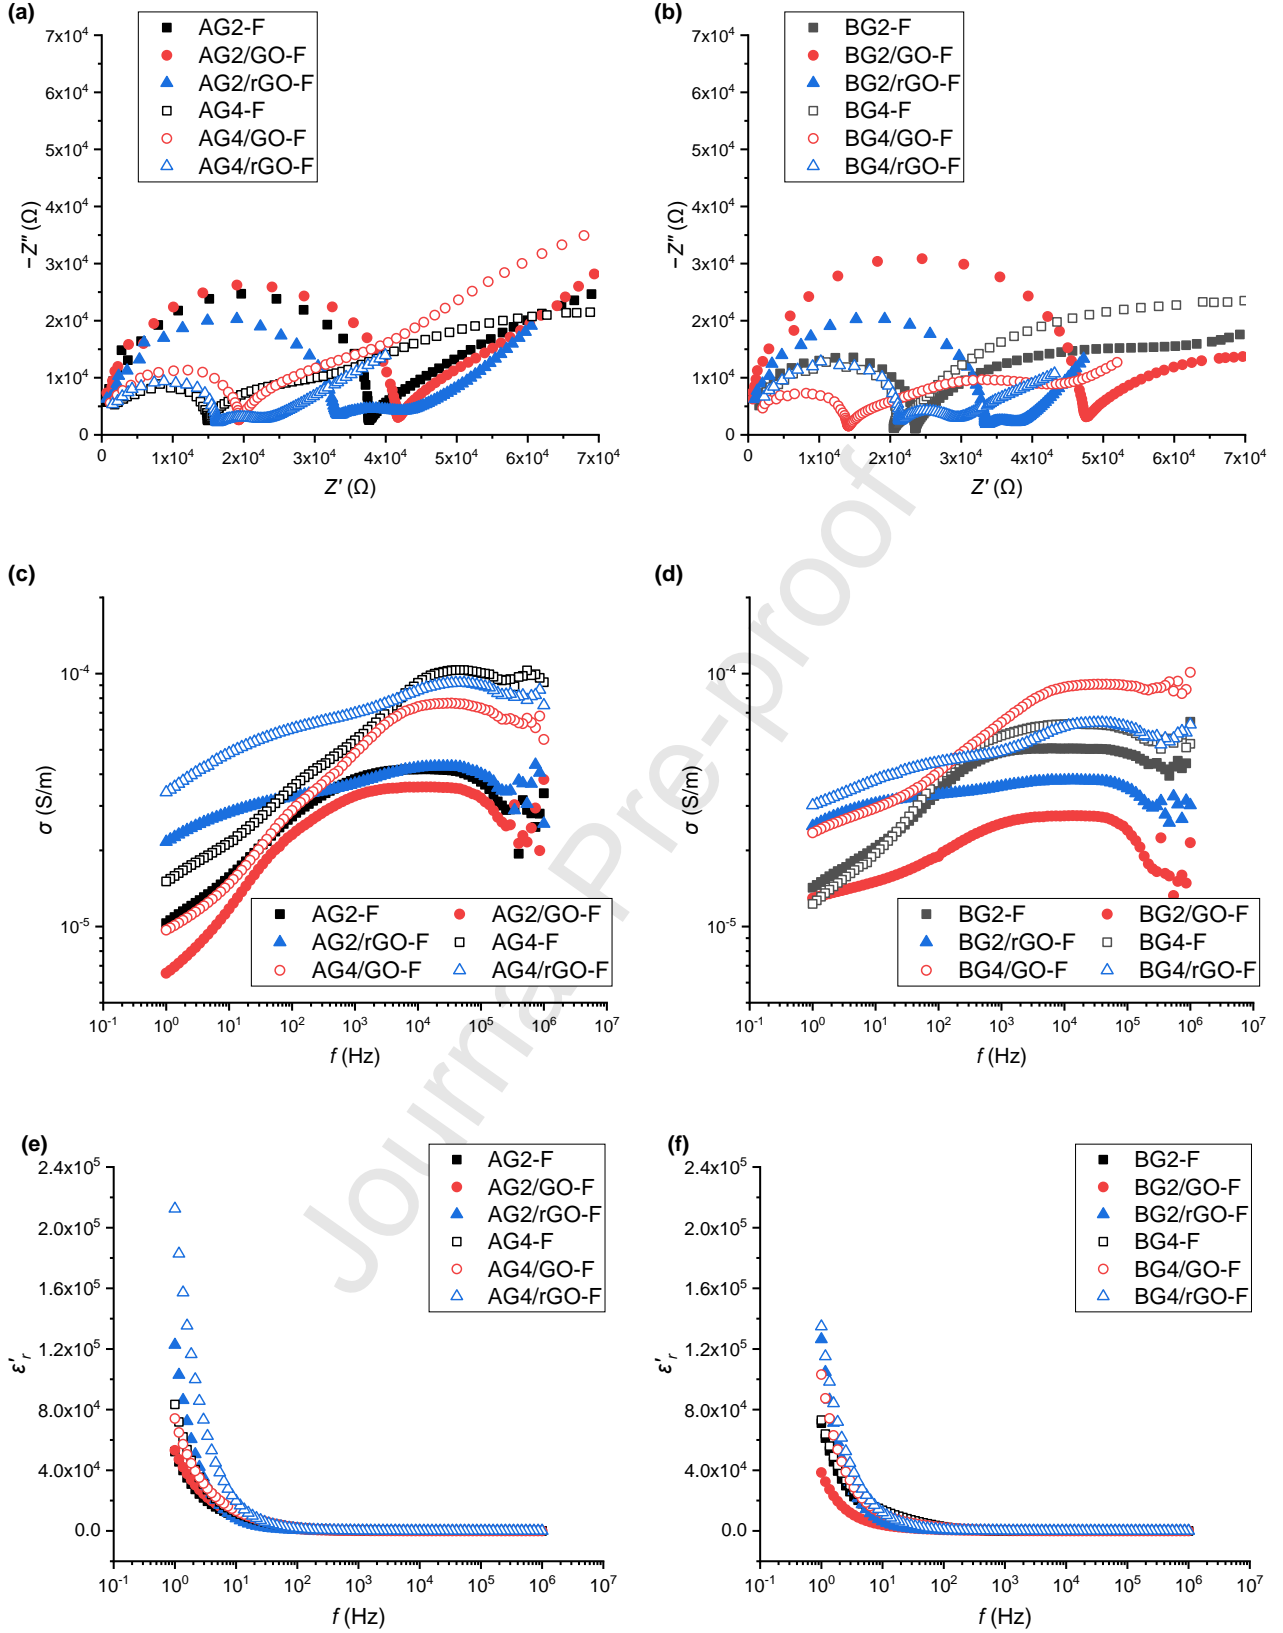 (a)
AG2-F
AG2/GO-F
AG2/rGO-F
AG4-F
AG4/GO-F
AG4/rGO-F
7x10⁴
6x10⁴
5x10⁴
4x10⁴
3x10⁴
2x10⁴
1x10⁴
0
−Z″ (Ω)
0 1x10⁴ 2x10⁴ 3x10⁴ 4x10⁴ 5x10⁴ 6x10⁴ 7x10⁴
Z′ (Ω)
(b)
BG2-F
BG2/GO-F
BG2/rGO-F
BG4-F
BG4/GO-F
BG4/rGO-F
7x10⁴
6x10⁴
5x10⁴
4x10⁴
3x10⁴
2x10⁴
1x10⁴
0
−Z″ (Ω)
0 1x10⁴ 2x10⁴ 3x10⁴ 4x10⁴ 5x10⁴ 6x10⁴ 7x10⁴
Z′ (Ω)
(c)
10⁻⁴
10⁻⁵
σ (S/m)
AG2-F AG2/GO-F
AG2/rGO-F AG4-F
AG4/GO-F AG4/rGO-F
10⁻¹ 10⁰ 10¹ 10² 10³ 10⁴ 10⁵ 10⁶ 10⁷
f (Hz)
(d)
10⁻⁴
10⁻⁵
σ (S/m)
BG2-F BG2/GO-F
BG2/rGO-F BG4-F
BG4/GO-F BG4/rGO-F
10⁻¹ 10⁰ 10¹ 10² 10³ 10⁴ 10⁵ 10⁶ 10⁷
f (Hz)
(e)
AG2-F
AG2/GO-F
AG2/rGO-F
AG4-F
AG4/GO-F
AG4/rGO-F
2.4x10⁵
2.0x10⁵
1.6x10⁵
1.2x10⁵
8.0x10⁴
4.0x10⁴
0.0
ε′r
10⁻¹ 10⁰ 10¹ 10² 10³ 10⁴ 10⁵ 10⁶ 10⁷
f (Hz)
(f)
BG2-F
BG2/GO-F
BG2/rGO-F
BG4-F
BG4/GO-F
BG4/rGO-F
2.4x10⁵
2.0x10⁵
1.6x10⁵
1.2x10⁵
8.0x10⁴
4.0x10⁴
0.0
ε′r
10⁻¹ 10⁰ 10¹ 10² 10³ 10⁴ 10⁵ 10⁶ 10⁷
f (Hz)
Journal Pre-proof